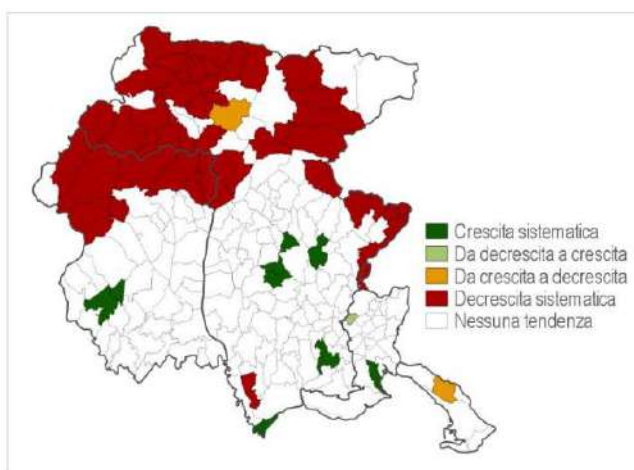 Crescita sistematica
Da decrescita a crescita
Da crescita a decrescita
Decrescita sistematica
Nessuna tendenza